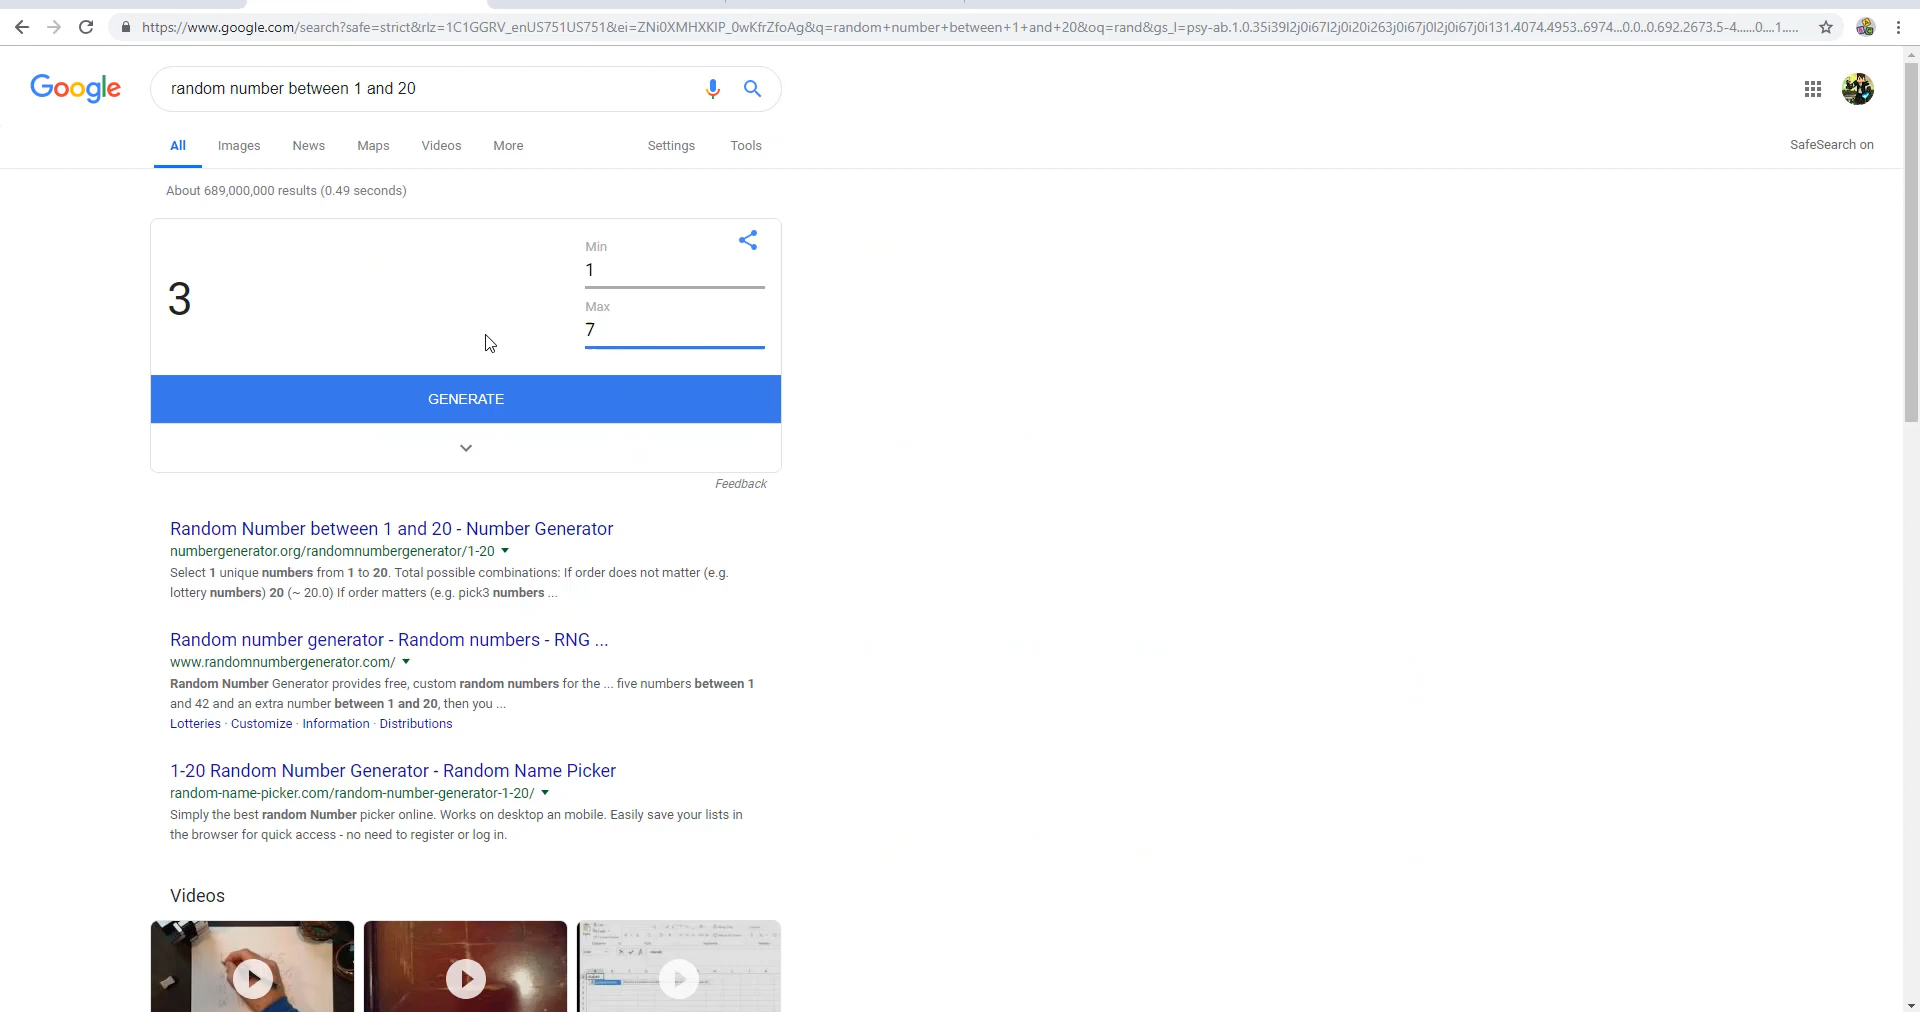 https://www.google.com/search?safe=strict&rlz=1C1GGRV_enUS751US751&ei=ZNi0XMHXKIP_0wKfrZfoAg&q=random+number+between+1+and+20&oq=rand&gs_l=psy-ab.1.0.35i39l2j0i67l2j0i20i263j0i67j0l2j0i67j0i131.4074.4953..6974...0.0..0.692.2673.5-4......0....1.....
Google
random number between 1 and 20
All Images News Maps Videos More Settings Tools
SafeSearch on
About 689,000,000 results (0.49 seconds)
Min
1
3
Max
7
GENERATE
Feedback
Random Number between 1 and 20 - Number Generator
numbergenerator.org/randomnumbergenerator/1-20
Select 1 unique numbers from 1 to 20. Total possible combinations: If order does not matter (e.g.
lottery numbers) 20 (~ 20.0) If order matters (e.g. pick3 numbers ...
Random number generator - Random numbers - RNG ...
www.randomnumbergenerator.com/
Random Number Generator provides free, custom random numbers for the ... five numbers between 1
and 42 and an extra number between 1 and 20, then you ...
Lotteries · Customize · Information · Distributions
1-20 Random Number Generator - Random Name Picker
random-name-picker.com/random-number-generator-1-20/
Simply the best random Number picker online. Works on desktop an mobile. Easily save your lists in
the browser for quick access - no need to register or log in.
Videos